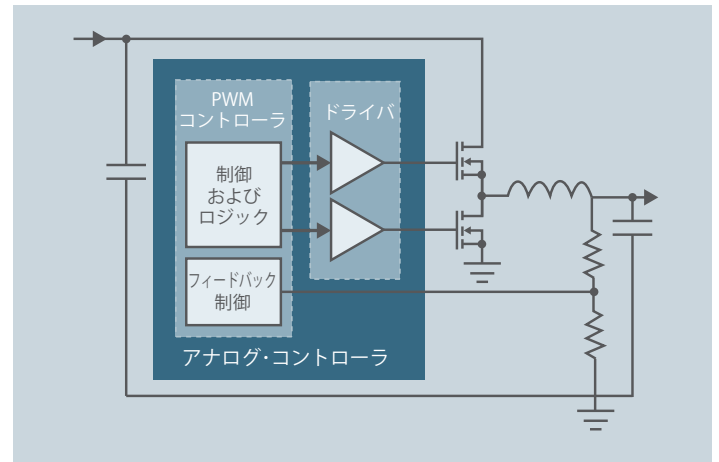 PWM
コントローラ
ドライバ
制御
および
ロジック
フィードバック
制御
アナログ・コントローラ